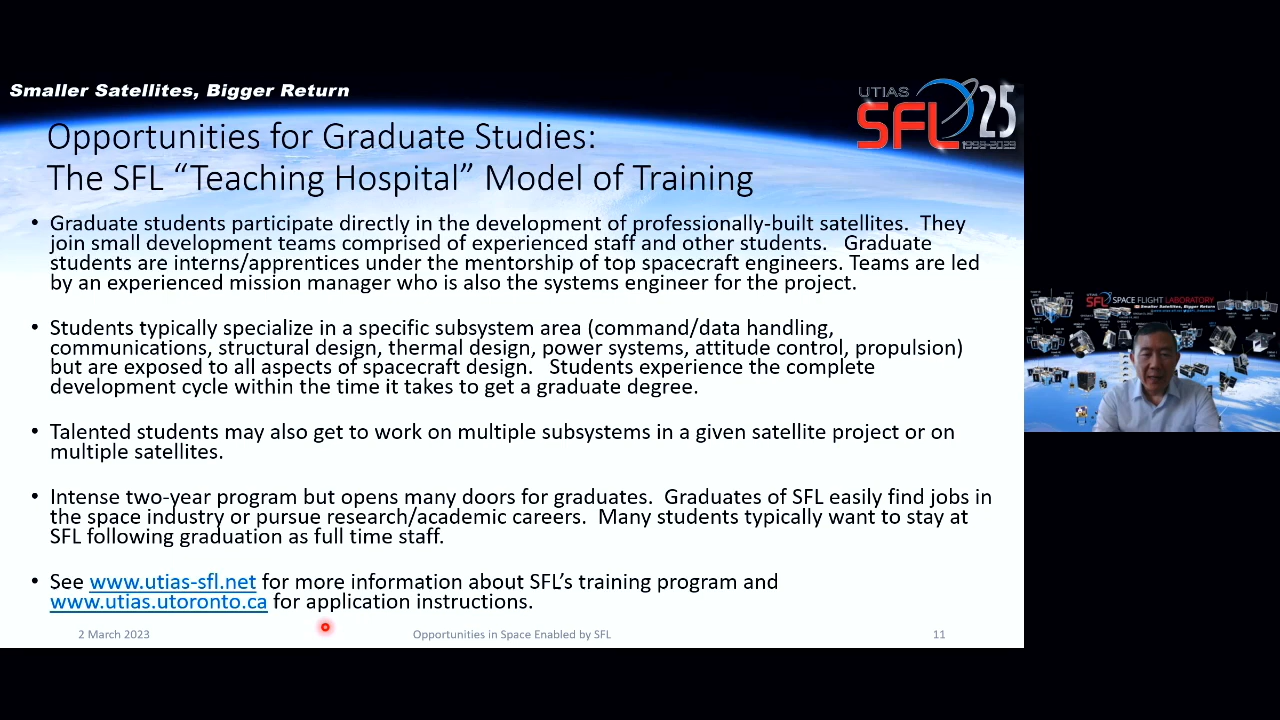 Smaller Satellites, Bigger Return
UTIAS
SFL 25
1998-2023
Opportunities for Graduate Studies:
The SFL “Teaching Hospital” Model of Training
• Graduate students participate directly in the development of professionally-built satellites. They
join small development teams comprised of experienced staff and other students. Graduate
students are interns/apprentices under the mentorship of top spacecraft engineers. Teams are led
by an experienced mission manager who is also the systems engineer for the project.
• Students typically specialize in a specific subsystem area (command/data handling,
communications, structural design, thermal design, power systems, attitude control, propulsion)
but are exposed to all aspects of spacecraft design. Students experience the complete
development cycle within the time it takes to get a graduate degree.
• Talented students may also get to work on multiple subsystems in a given satellite project or on
multiple satellites.
• Intense two-year program but opens many doors for graduates. Graduates of SFL easily find jobs in
the space industry or pursue research/academic careers. Many students typically want to stay at
SFL following graduation as full time staff.
• See www.utias-sfl.net for more information about SFL’s training program and
www.utias.utoronto.ca for application instructions.
2 March 2023
Opportunities in Space Enabled by SFL
11
UTIAS
SFL SPACE FLIGHT LABORATORY
Smaller Satellites, Bigger Return